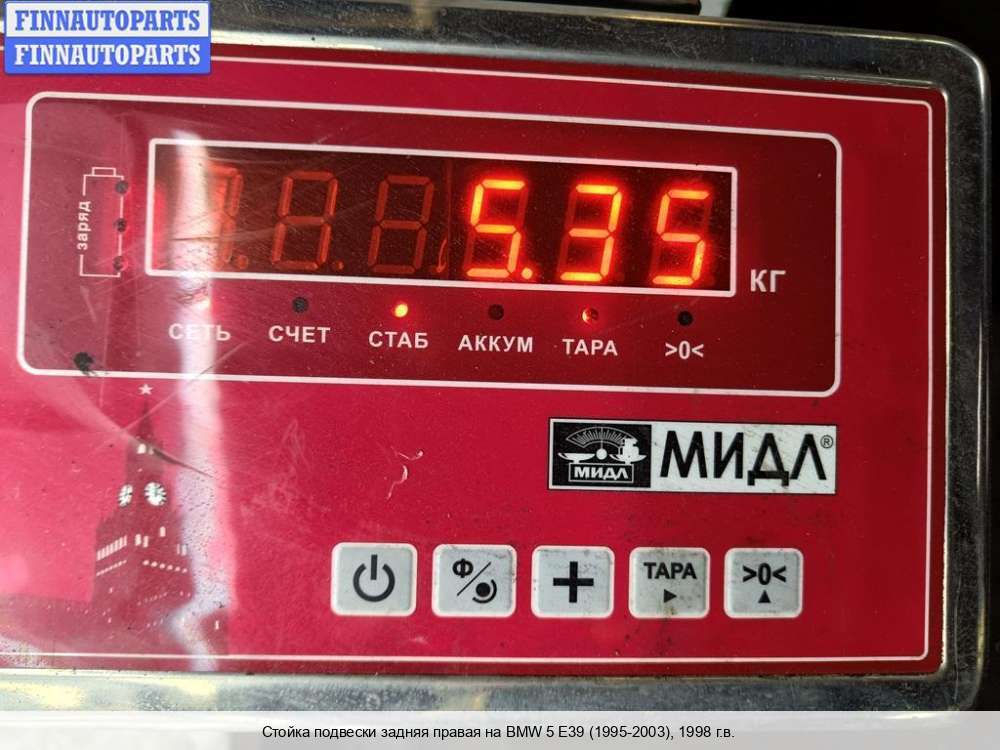 FINNAUTOPARTS
FINNAUTOPARTS
заряд
5.35
КГ
СЕТЬ СЧЕТ СТАБ АККУМ ТАРА >0<
МИДЛ МИДЛ®
Ф
+
ТАРА
>0<
Стойка подвески задняя правая на BMW 5 E39 (1995-2003), 1998 г.в.